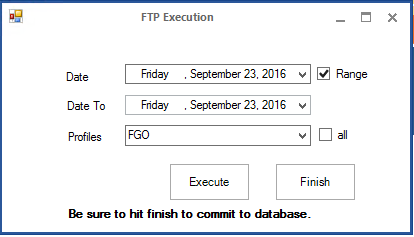 FTP Execution
Date Friday , September 23, 2016 Range
Date To Friday , September 23, 2016
Profiles FGO all
Execute Finish
Be sure to hit finish to commit to database.